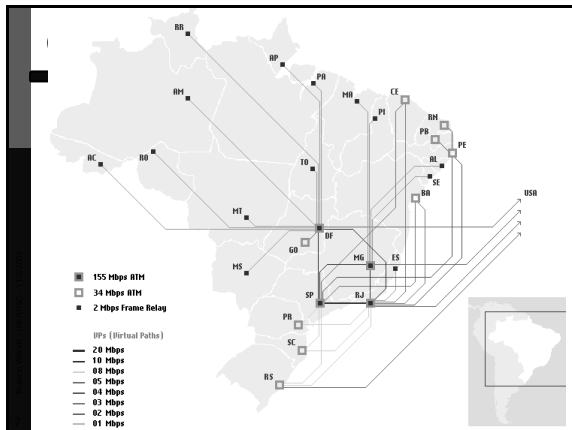 RR
AP
PA
AM
MA
CE
PI
RN
PB
PE
AC
RO
TO
AL
SE
BA
USA
MT
DF
GO
MG
ES
MS
SP
RJ
PR
SC
RS
155 Mbps ATM
34 Mbps ATM
2 Mbps Frame Relay
VPs (Virtual Paths)
20 Mbps
10 Mbps
08 Mbps
05 Mbps
04 Mbps
03 Mbps
02 Mbps
01 Mbps